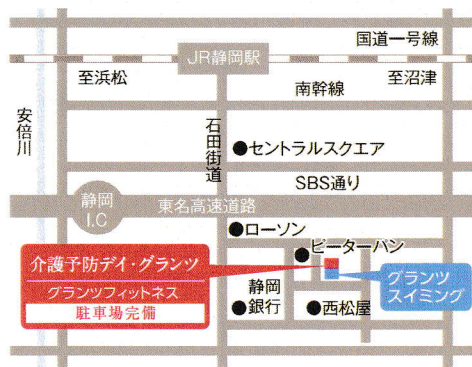 国道一号線
JR静岡駅
至浜松
至沼津
南幹線
安倍川
石田街道
セントラルスクエア
SBS通り
静岡
I.C
東名高速道路
ローソン
ピーターパン
介護予防デイ・グランツ
グランツフィットネス
駐車場完備
静岡
銀行
西松屋
グランツ
スイミング